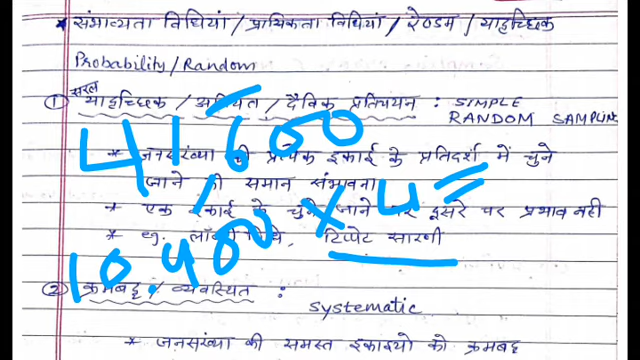 * संभाव्यता विधियां / प्रायिकता विधियां / रेण्डम / यादृच्छिक
Probability/Random
① सरल यादृच्छिक / अनियत / दैविक प्रतिचयन : SIMPLE
RANDOM SAMPLING
41600
* जनसंख्या की प्रत्येक इकाई के प्रतिदर्श में चुने
जाने की समान संभावना
* एक इकाई के चुने जाने पर दूसरे पर प्रभाव नही
10400 x 4 =
* eg. लॉटरी विधि, टिप्पेट सारणी
② क्रमबद्ध / व्यवस्थित :
Systematic
* जनसंख्या की समस्त इकाइयो को क्रमबद्ध